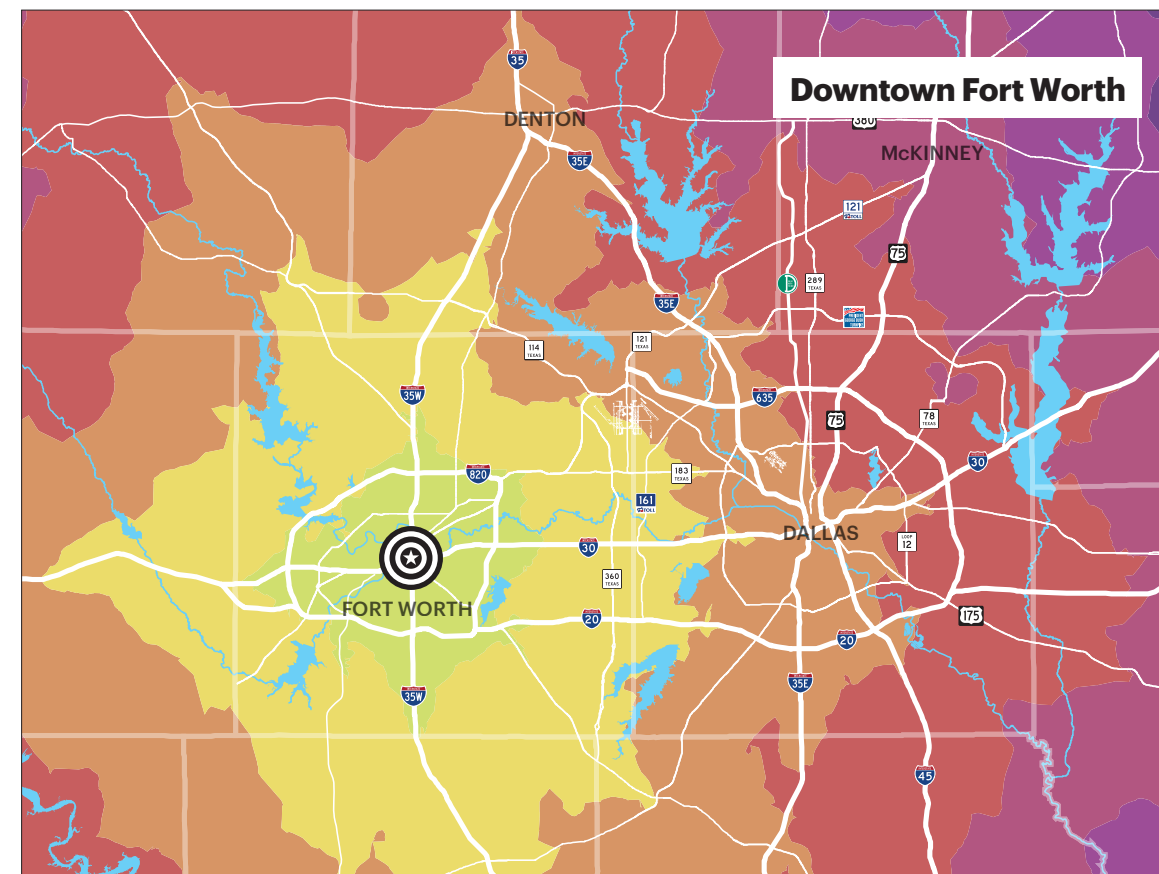 35
Downtown Fort Worth
DENTON
380
35E
McKINNEY
121
TOLL
75
289
TEXAS
35E
121
TEXAS
114
TEXAS
35W
635
75
78
TEXAS
30
820
183
TEXAS
161
TOLL
DALLAS
30
LOOP
12
360
TEXAS
FORT WORTH
20
175
20
35W
35E
45